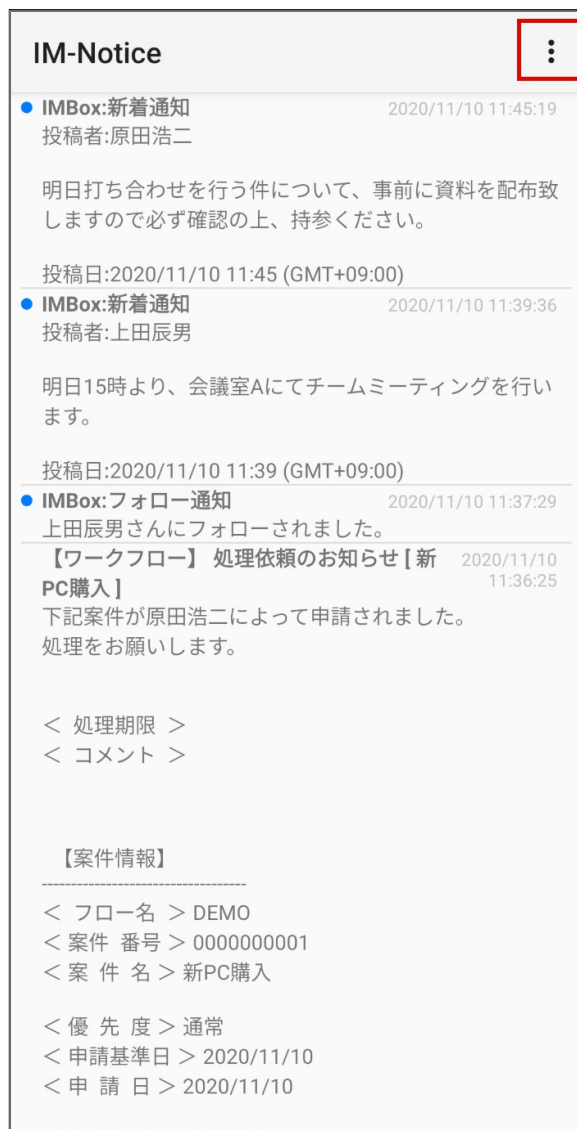 IM-Notice
IMBox:新着通知 2020/11/10 11:45:19
投稿者:原田浩二
明日打ち合わせを行う件について、事前に資料を配布致
しますので必ず確認の上、持参ください。
投稿日:2020/11/10 11:45 (GMT+09:00)
IMBox:新着通知 2020/11/10 11:39:36
投稿者:上田辰男
明日15時より、会議室Aにてチームミーティングを行い
ます。
投稿日:2020/11/10 11:39 (GMT+09:00)
IMBox:フォロー通知 2020/11/10 11:37:29
上田辰男さんにフォローされました。
【ワークフロー】 処理依頼のお知らせ [ 新 2020/11/10
PC購入 ] 11:36:25
下記案件が原田浩二によって申請されました。
処理をお願いします。
＜ 処理期限 ＞
＜ コメント ＞
【案件情報】
-----------------------------------
＜ フロー名 ＞ DEMO
＜ 案件 番号 ＞ 0000000001
＜ 案 件 名 ＞ 新PC購入
＜ 優 先 度 ＞ 通常
＜ 申請基準日 ＞ 2020/11/10
＜ 申 請 日 ＞ 2020/11/10